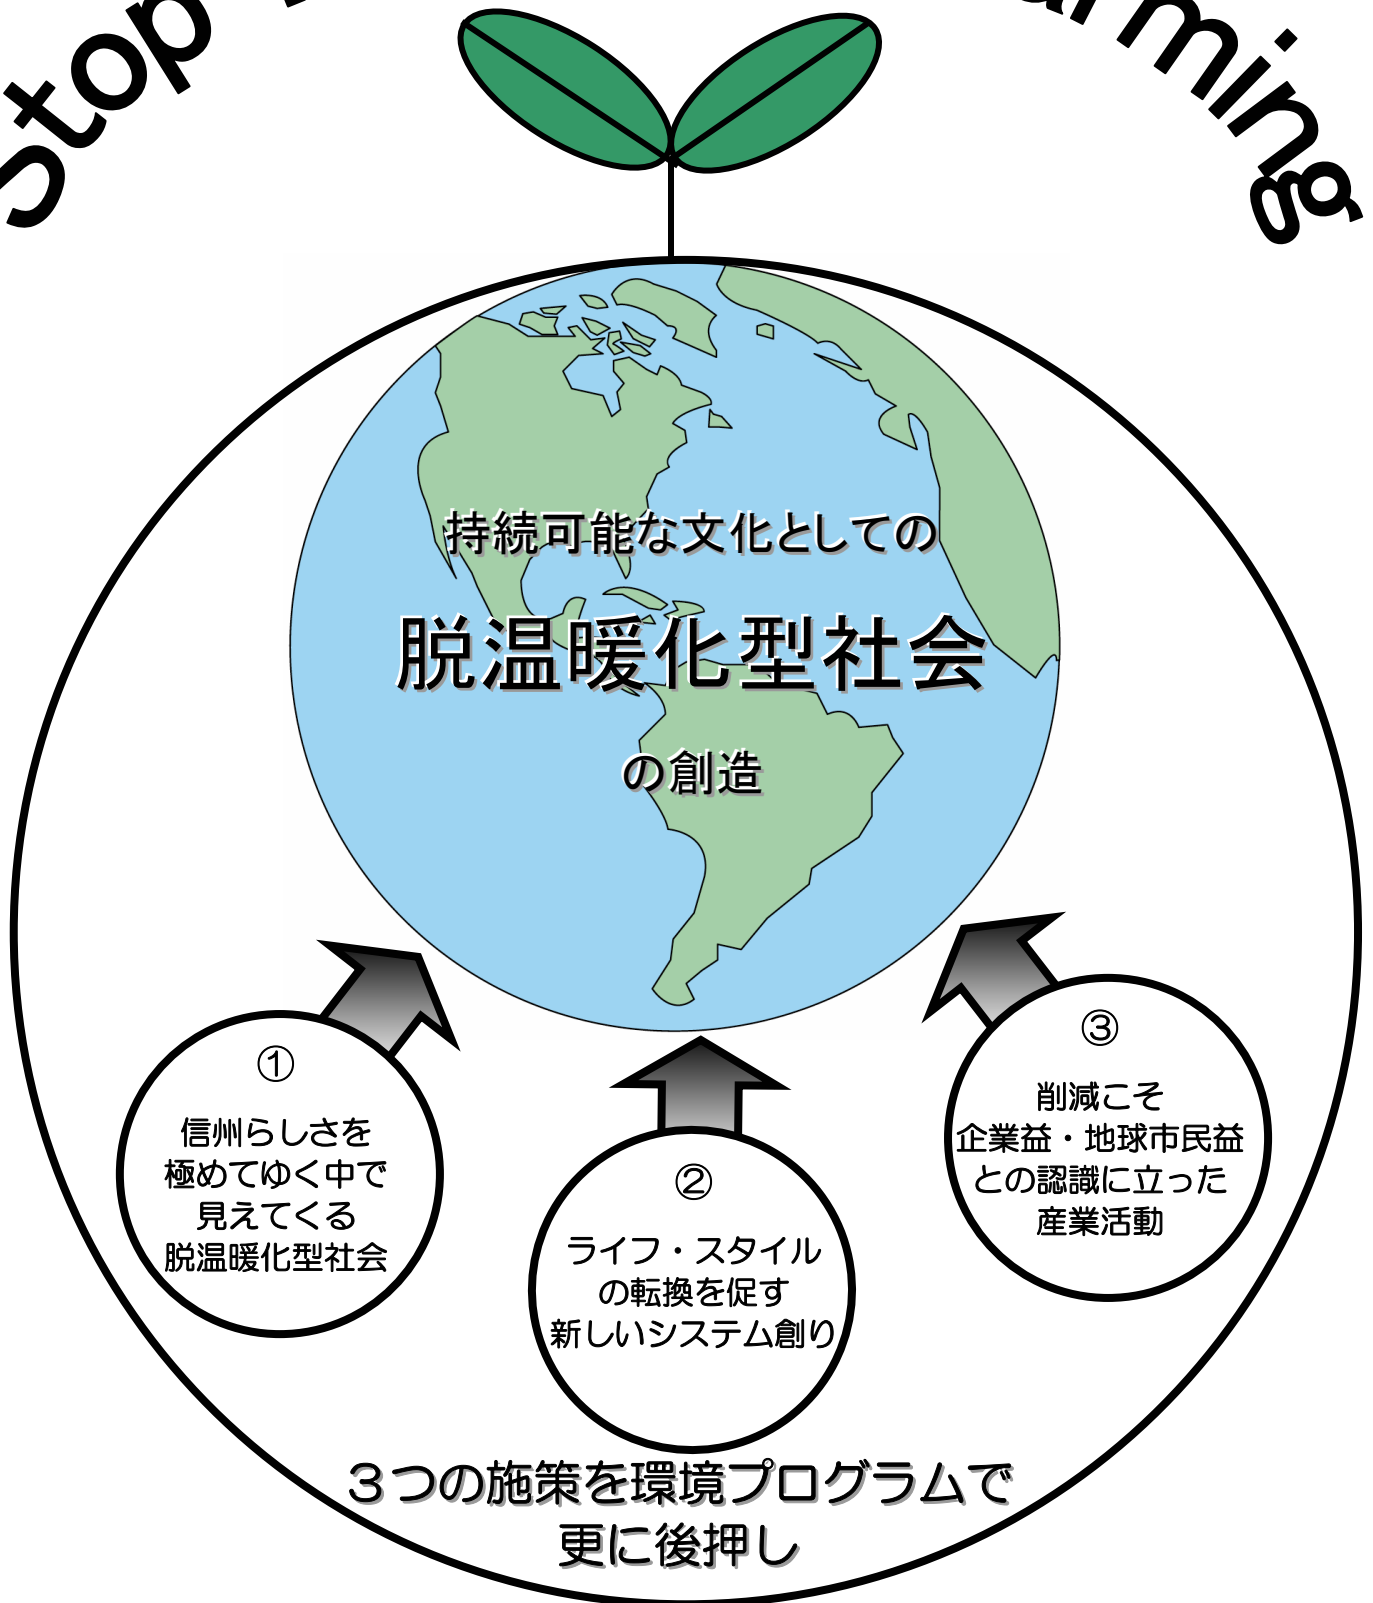 Stop
持続可能な文化としての
脱温暖化型社会
の創造
①
信州らしさを
極めてゆく中で
見えてくる
脱温暖化型社会
②
ライフ・スタイル
の転換を促す
新しいシステム創り
③
削減こそ
企業益・地球市民益
との認識に立った
産業活動
３つの施策を環境プログラムで
更に後押し